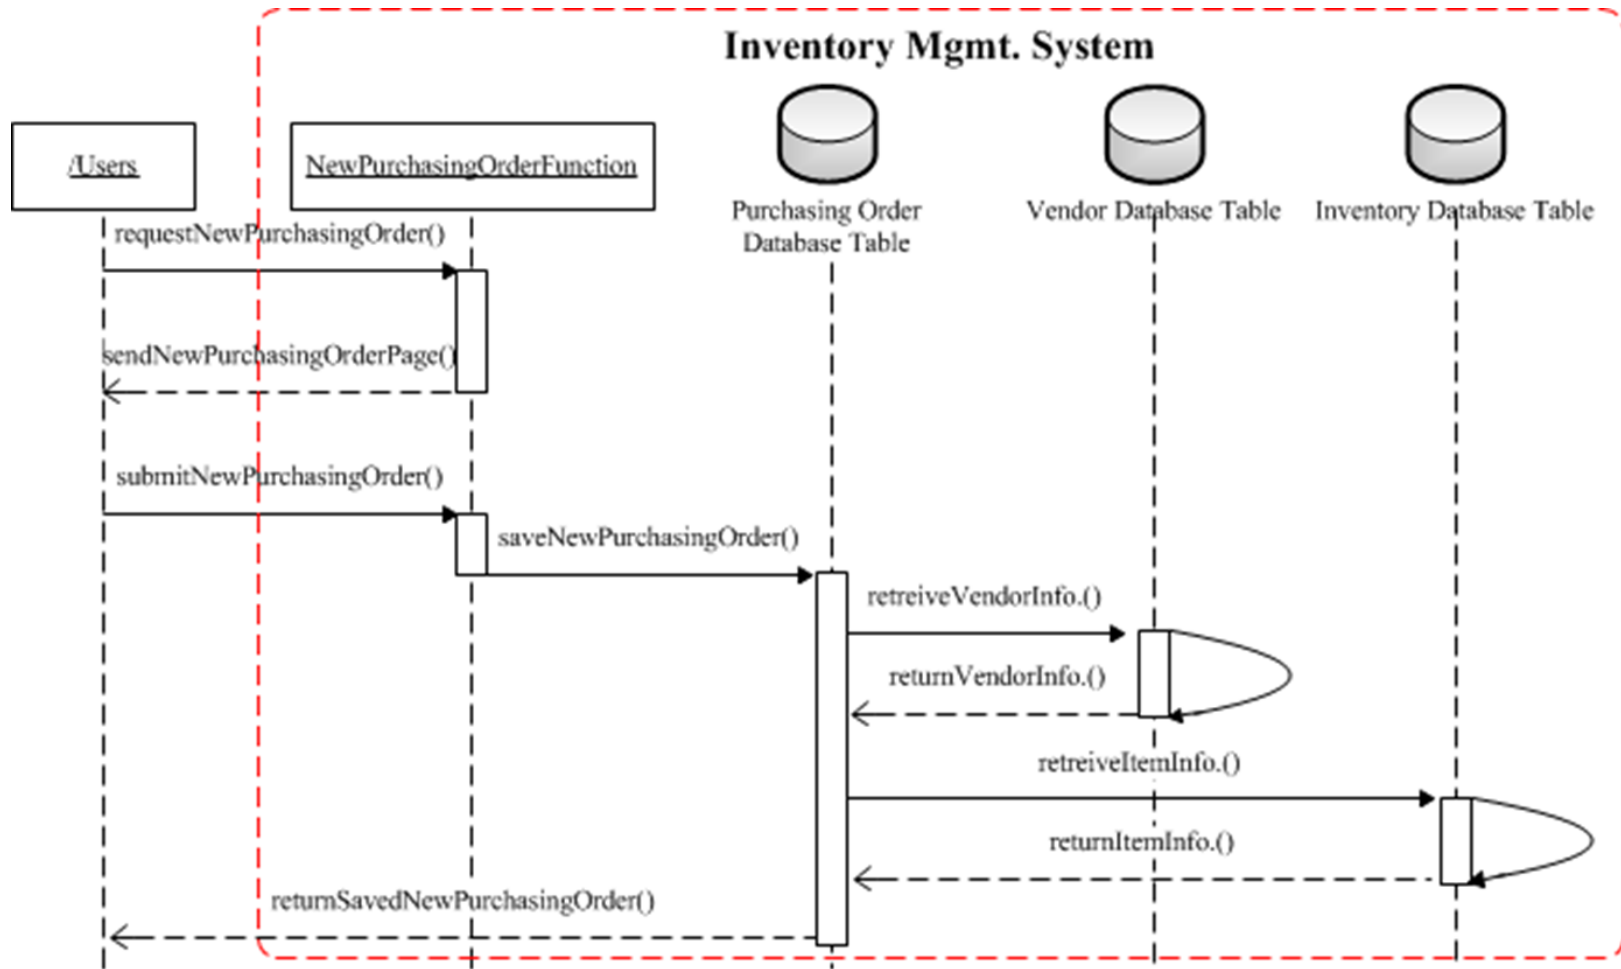 Inventory Mgmt. System
/Users
NewPurchasingOrderFunction
Purchasing Order
Database Table
Vendor Database Table
Inventory Database Table
requestNewPurchasingOrder()
sendNewPurchasingOrderPage()
submitNewPurchasingOrder()
saveNewPurchasingOrder()
retreiveVendorInfo.()
returnVendorInfo.()
retreiveItemInfo.()
returnItemInfo.()
returnSavedNewPurchasingOrder()